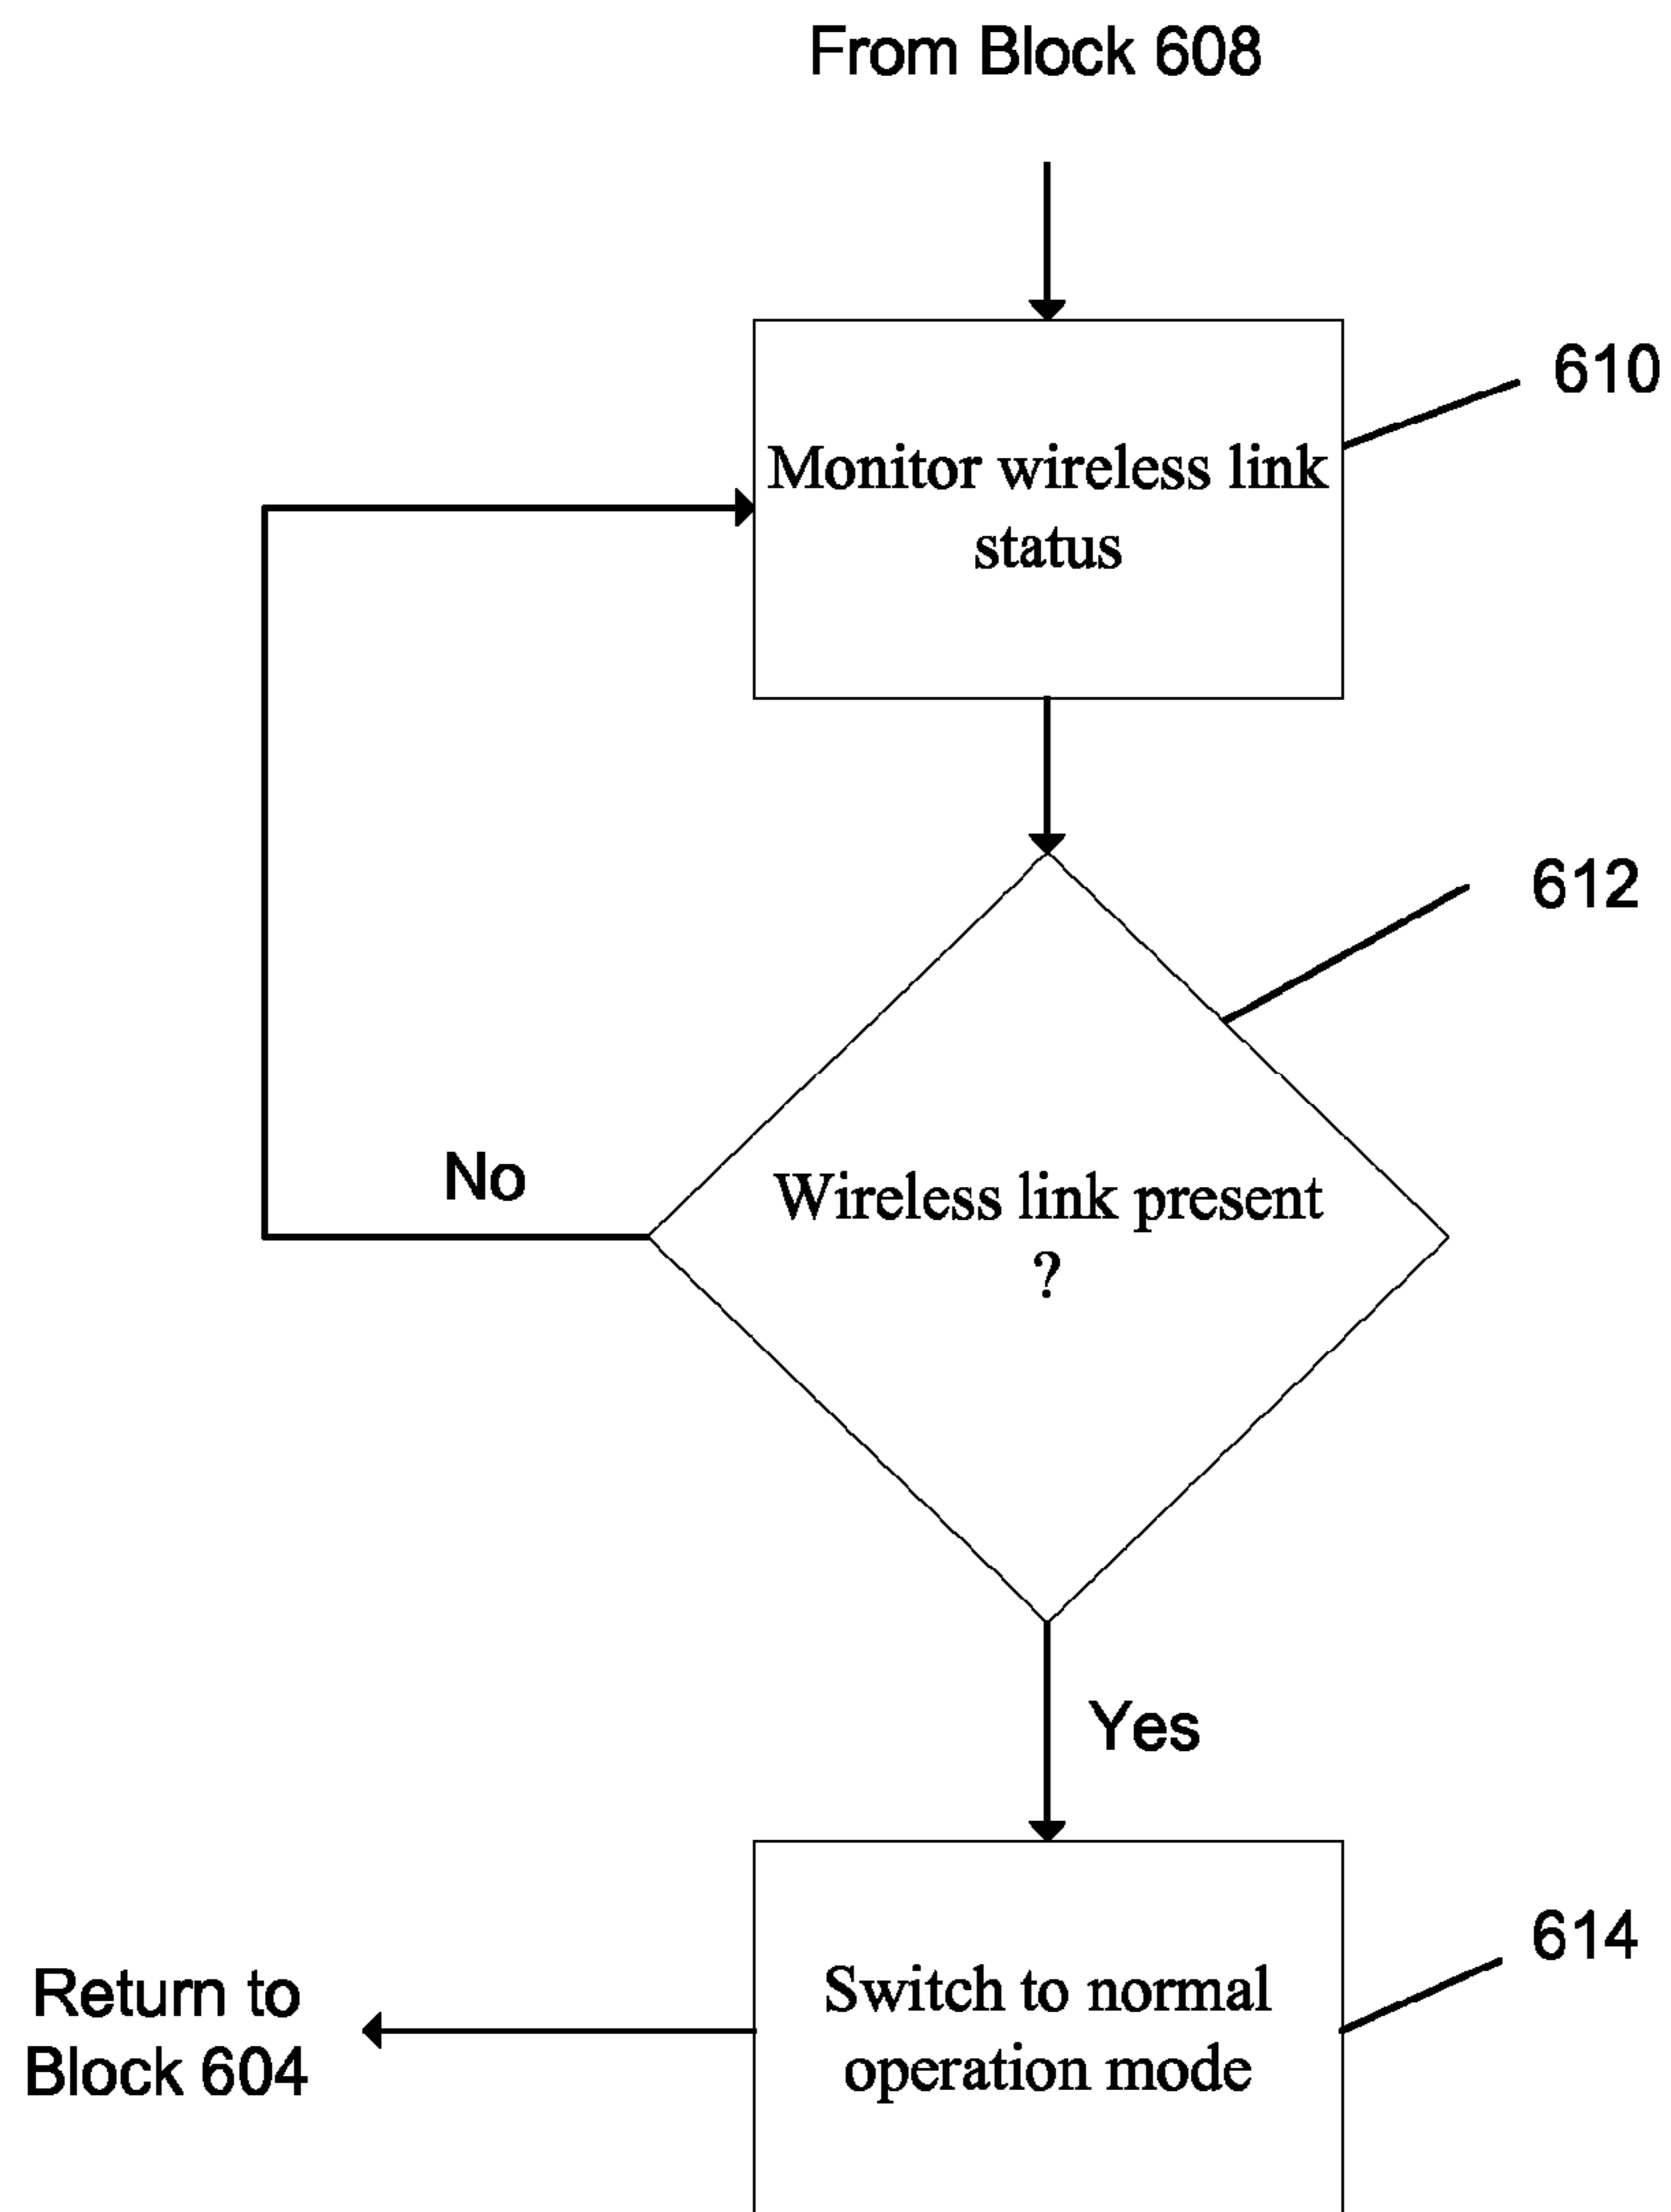 From Block 608
610
Monitor wireless link
status
612
No
Wireless link present
?
Yes
614
Switch to normal
operation mode
Return to
Block 604